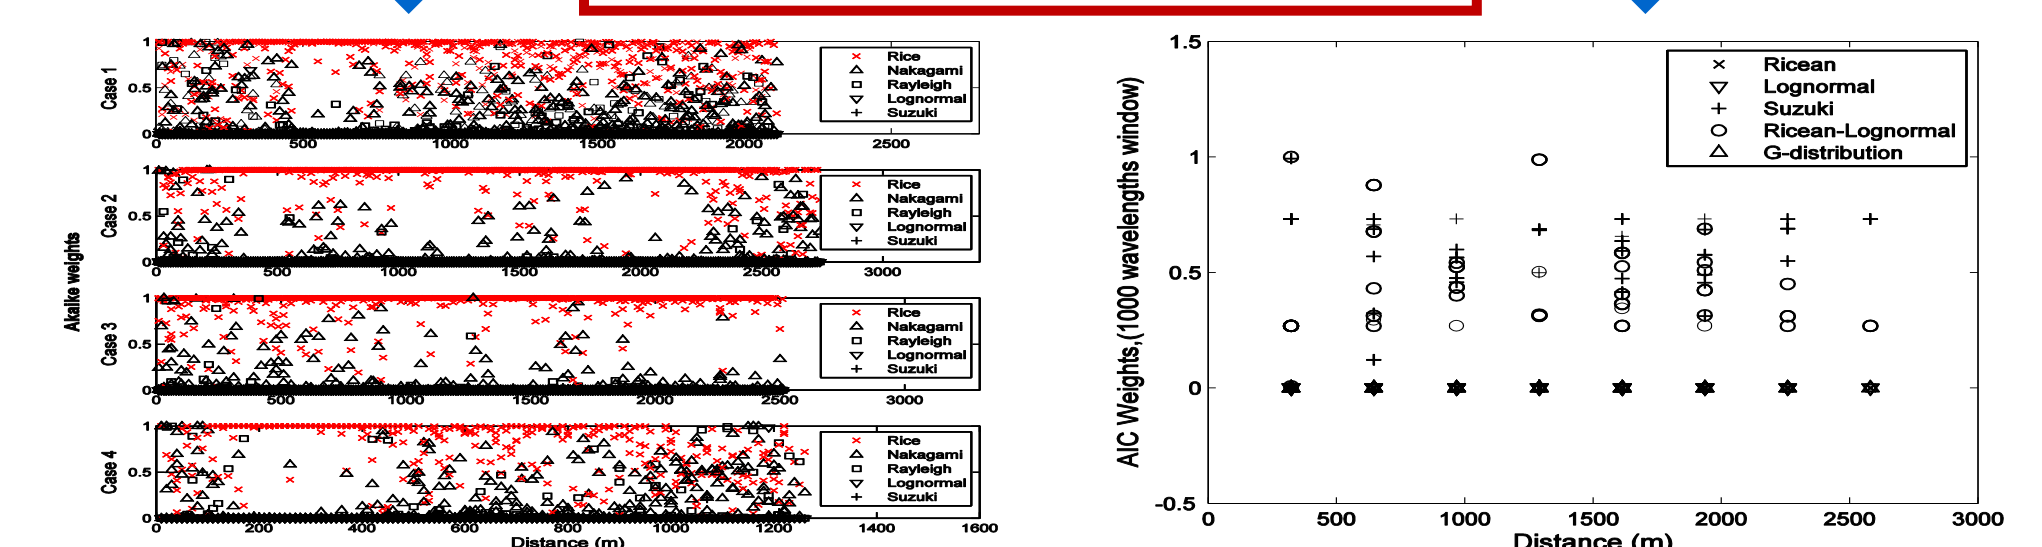 Akaike weights
Case 1
1
0.5
0
0
500
1000
1500
2000
2500
Rice
Nakagami
Rayleigh
Lognormal
Suzuki
Case 2
1
0.5
0
0
500
1000
1500
2000
2500
3000
Rice
Nakagami
Rayleigh
Lognormal
Suzuki
Case 3
1
0.5
0
0
500
1000
1500
2000
2500
3000
Rice
Nakagami
Rayleigh
Lognormal
Suzuki
Case 4
1
0.5
0
0
200
400
600
800
1000
1200
1400
1600
Rice
Nakagami
Rayleigh
Lognormal
Suzuki
Distance (m)
AIC Weights,(1000 wavelengths window)
1.5
1
0.5
0
-0.5
0
500
1000
1500
2000
2500
3000
Ricean
Lognormal
Suzuki
Ricean-Lognormal
G-distribution
Distance (m)